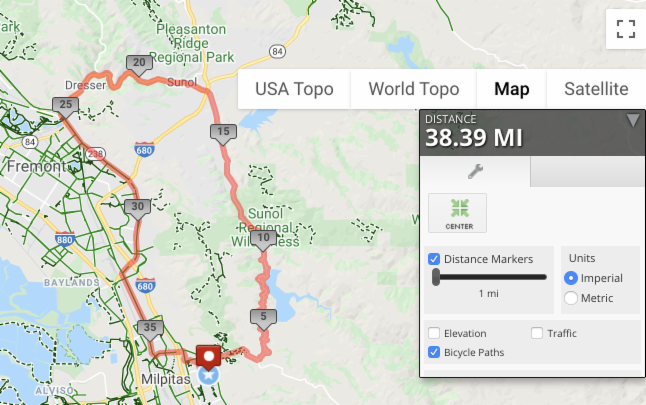 ark
Pleasanton
Ridge
Regional Park
84
20
Dresser
Sunol
USA Topo
World Topo
Map
Satellite
25
DISTANCE
38.39 MI
15
84
238
680
Fremont
CENTER
30
Sunol
Regional
Wilderness
10
W
880
Distance Markers
1 mi
Units
Imperial
Metric
BAYLANDS
680
5
35
Elevation
Traffic
Bicycle Paths
Milpitas
ALVISO